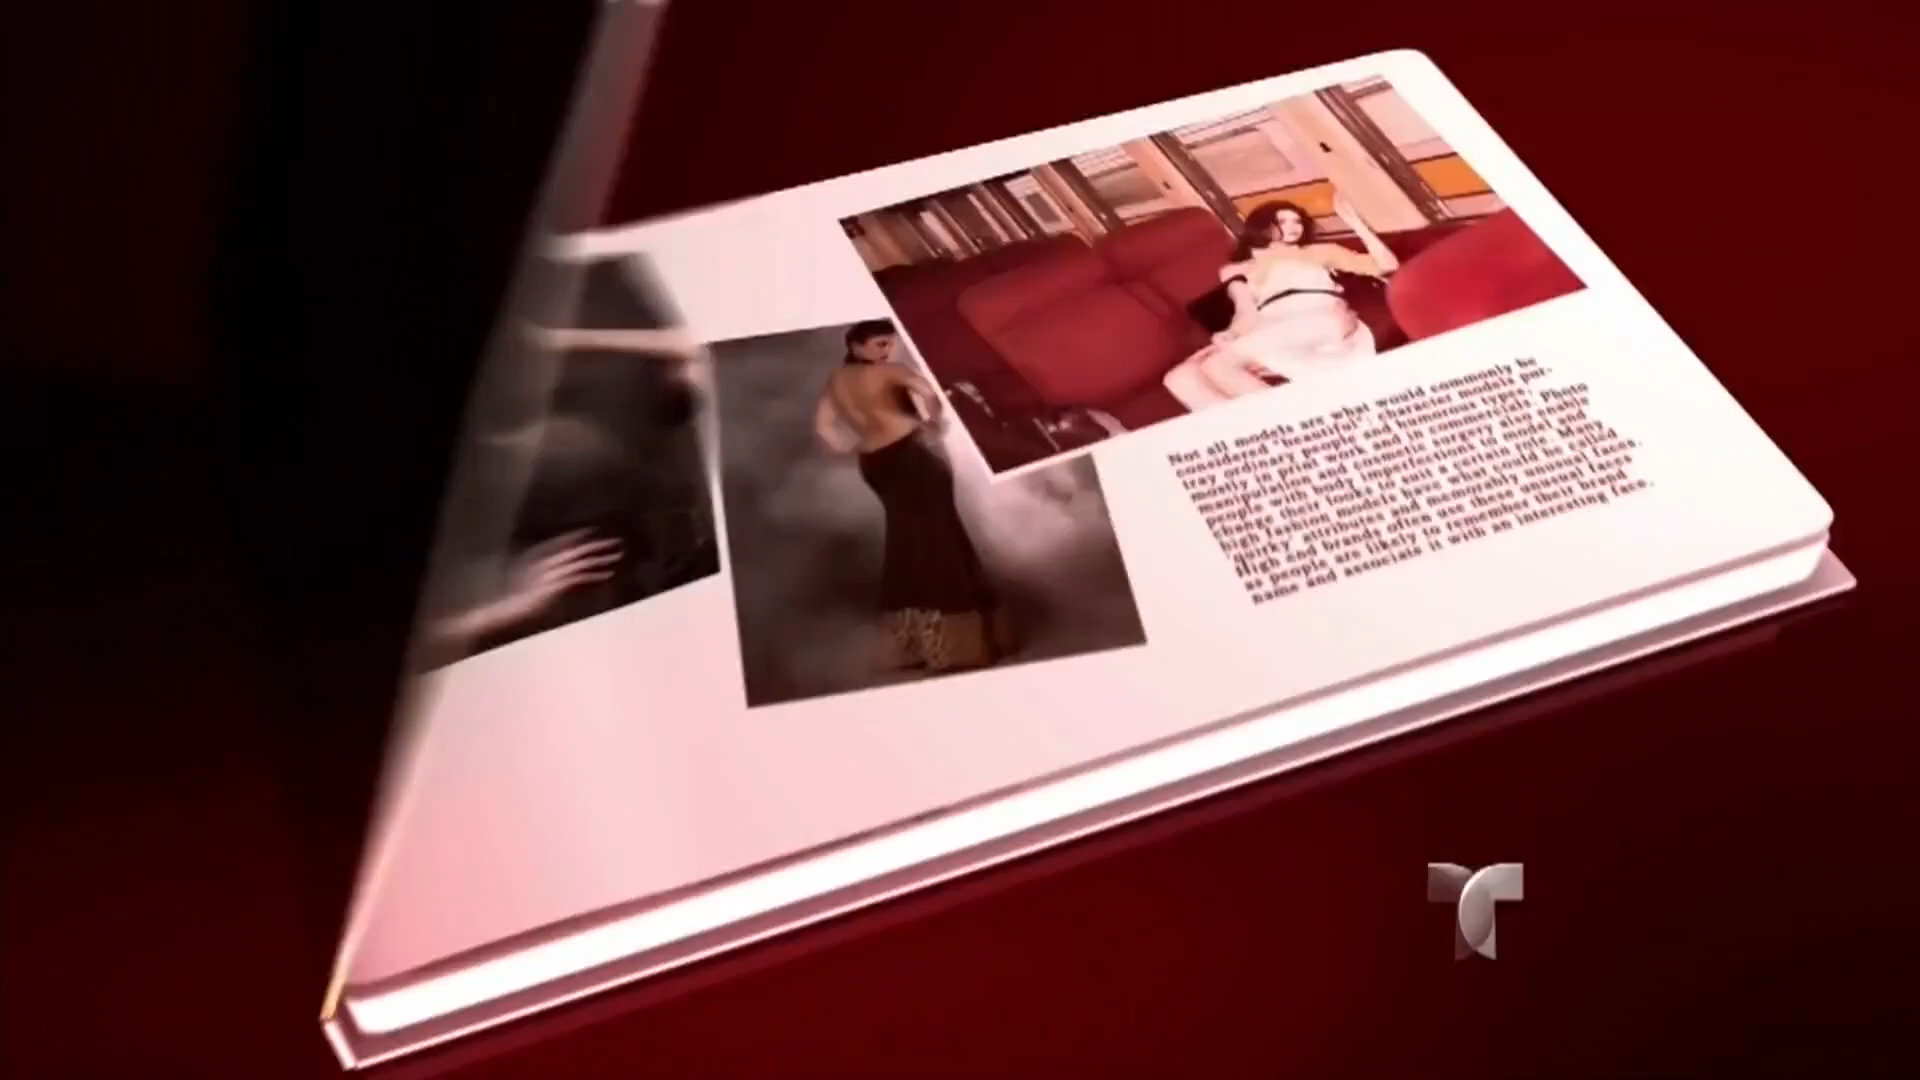 Not all models are what would commonly be
considered "beautiful"; character models por-
tray ordinary people and humorous types,
mostly in print work and commercials. Photo
manipulation and cosmetic surgery also enable
people with body imperfections to model and
change their looks to suit a certain role. Many
high fashion models have what could be called
quirky attributes and memorably unusual faces.
High end brands often use these unusual faces
as people are likely to remember their brand
name and associate it with an interesting face.